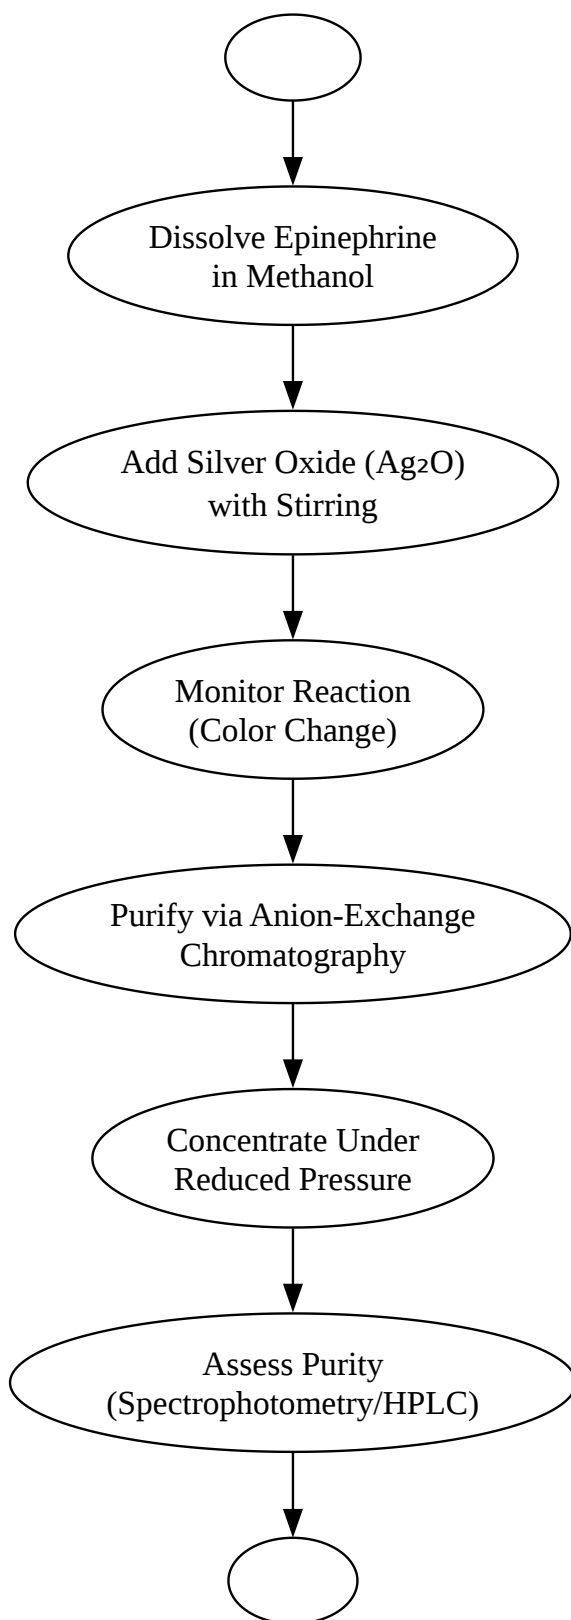 Dissolve Epinephrine
in Methanol
Add Silver Oxide (Ag₂O)
with Stirring
Monitor Reaction
(Color Change)
Purify via Anion-Exchange
Chromatography
Concentrate Under
Reduced Pressure
Assess Purity
(Spectrophotometry/HPLC)